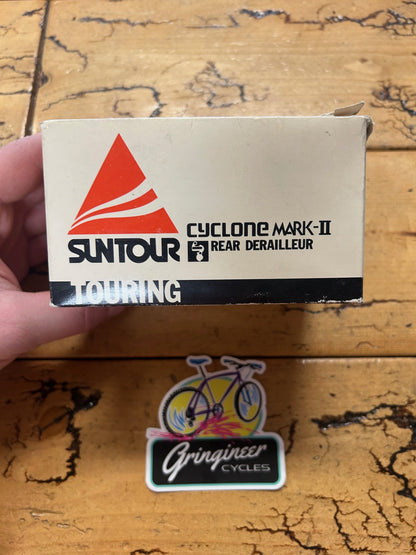 SUNTOUR
cyclone MARK-II
REAR DERAILLEUR
TOURING
Gringineer
CYCLES